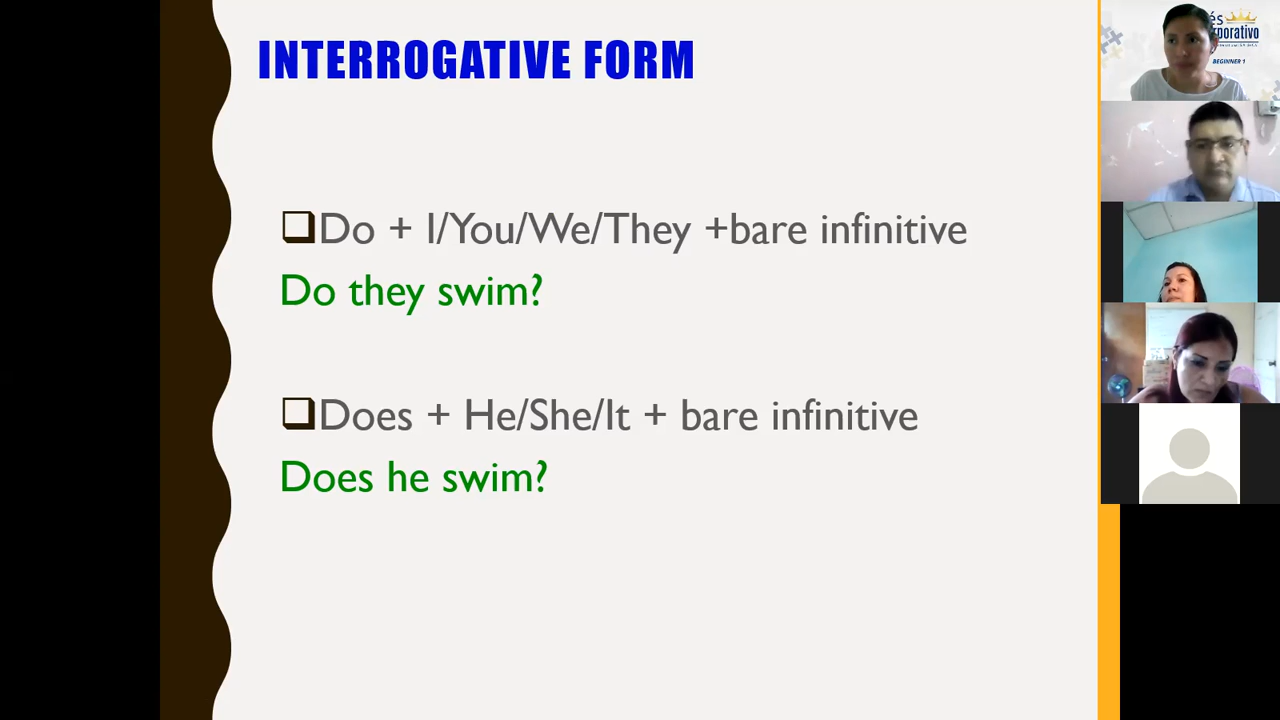 INTERROGATIVE FORM
Do + I/You/We/They +bare infinitive
Do they swim?
Does + He/She/It + bare infinitive
Does he swim?
BEGINNER 1